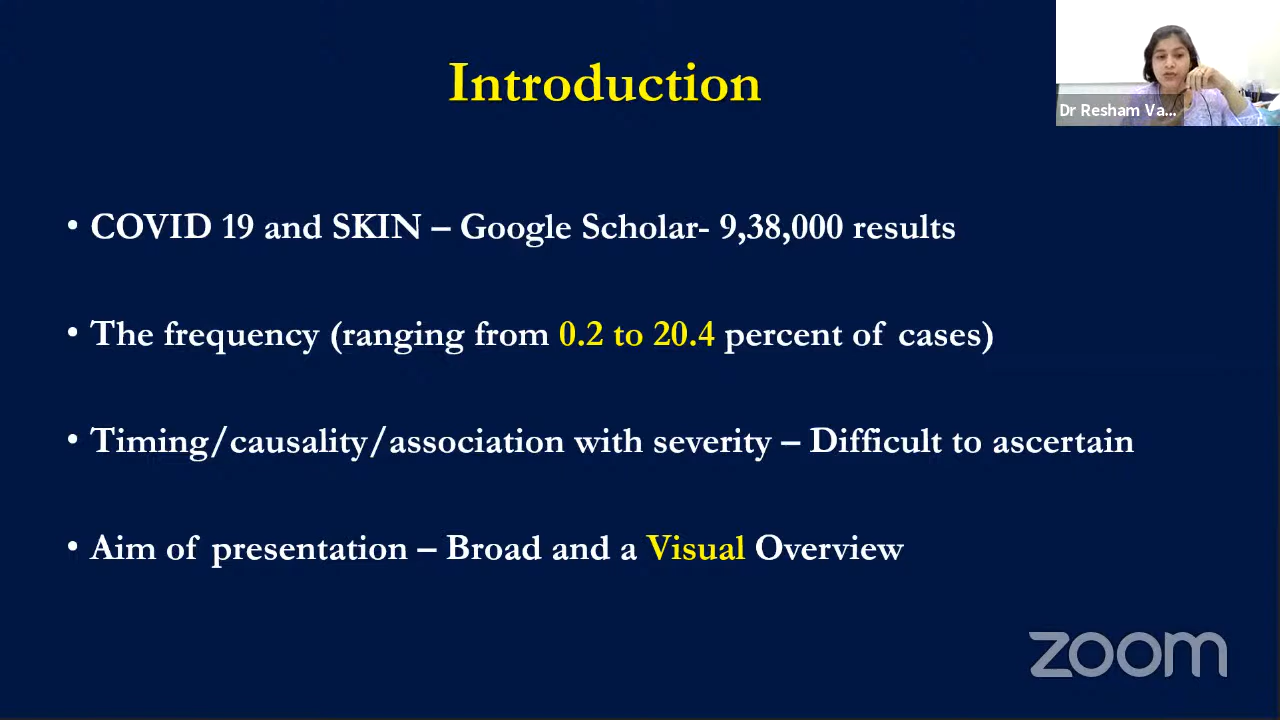 Introduction
Dr Resham Va...
• COVID 19 and SKIN – Google Scholar- 9,38,000 results
• The frequency (ranging from 0.2 to 20.4 percent of cases)
• Timing/causality/association with severity – Difficult to ascertain
• Aim of presentation – Broad and a Visual Overview
zoom